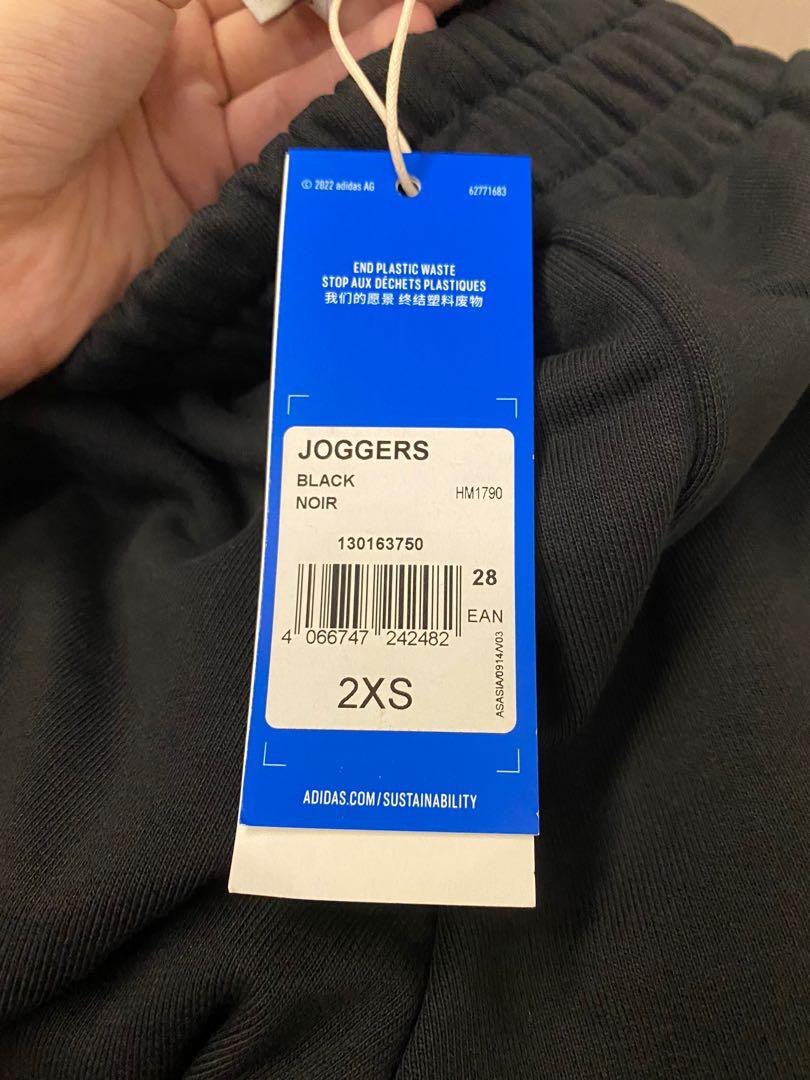 © 2022 adidas AG
62771683
END PLASTIC WASTE
STOP AUX DÉCHETS PLASTIQUES
我们的愿景 终结塑料废物
JOGGERS
BLACK
NOIR
HM1790
130163750
28
EAN
4 066747 242482
2XS
ASASIA/0914/V03
ADIDAS.COM/SUSTAINABILITY